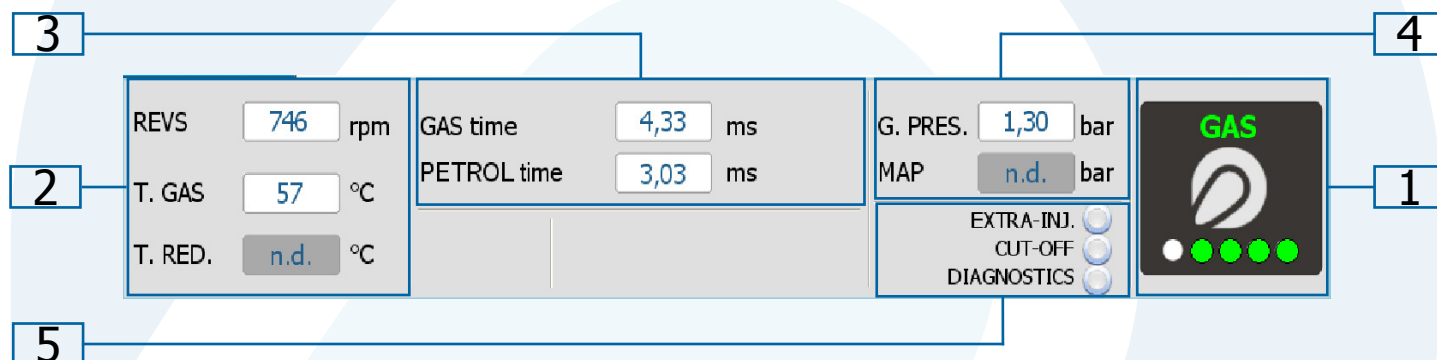 3
4
REVS 746 rpm
T. GAS 57 °C
T. RED. n.d. °C
GAS time 4,33 ms
PETROL time 3,03 ms
G. PRES. 1,30 bar
MAP n.d. bar
EXTRA-INJ.
CUT-OFF
DIAGNOSTICS
GAS
2
1
5